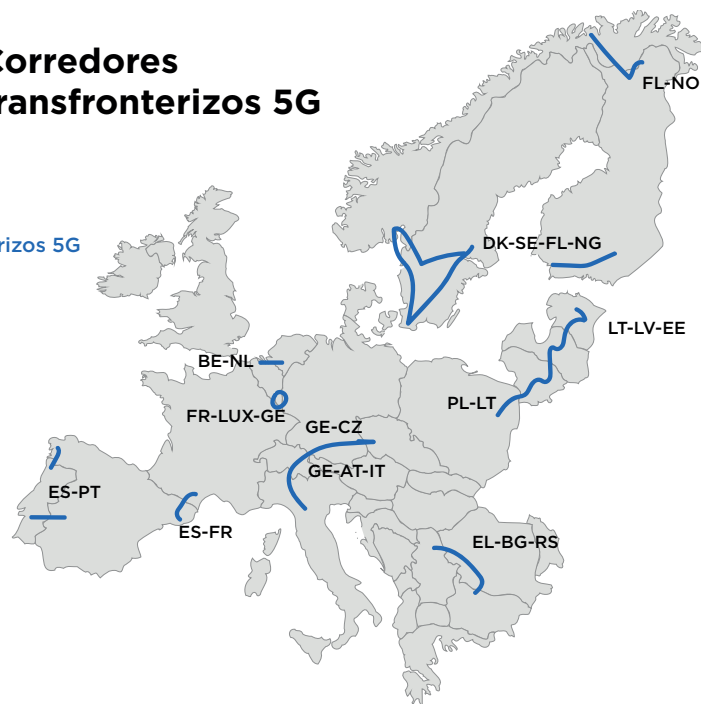 Corredores
transfronterizos 5G
rizos 5G
FL-NO
DK-SE-FL-NG
LT-LV-EE
BE-NL
PL-LT
FR-LUX-GE
GE-CZ
GE-AT-IT
ES-PT
ES-FR
EL-BG-RS